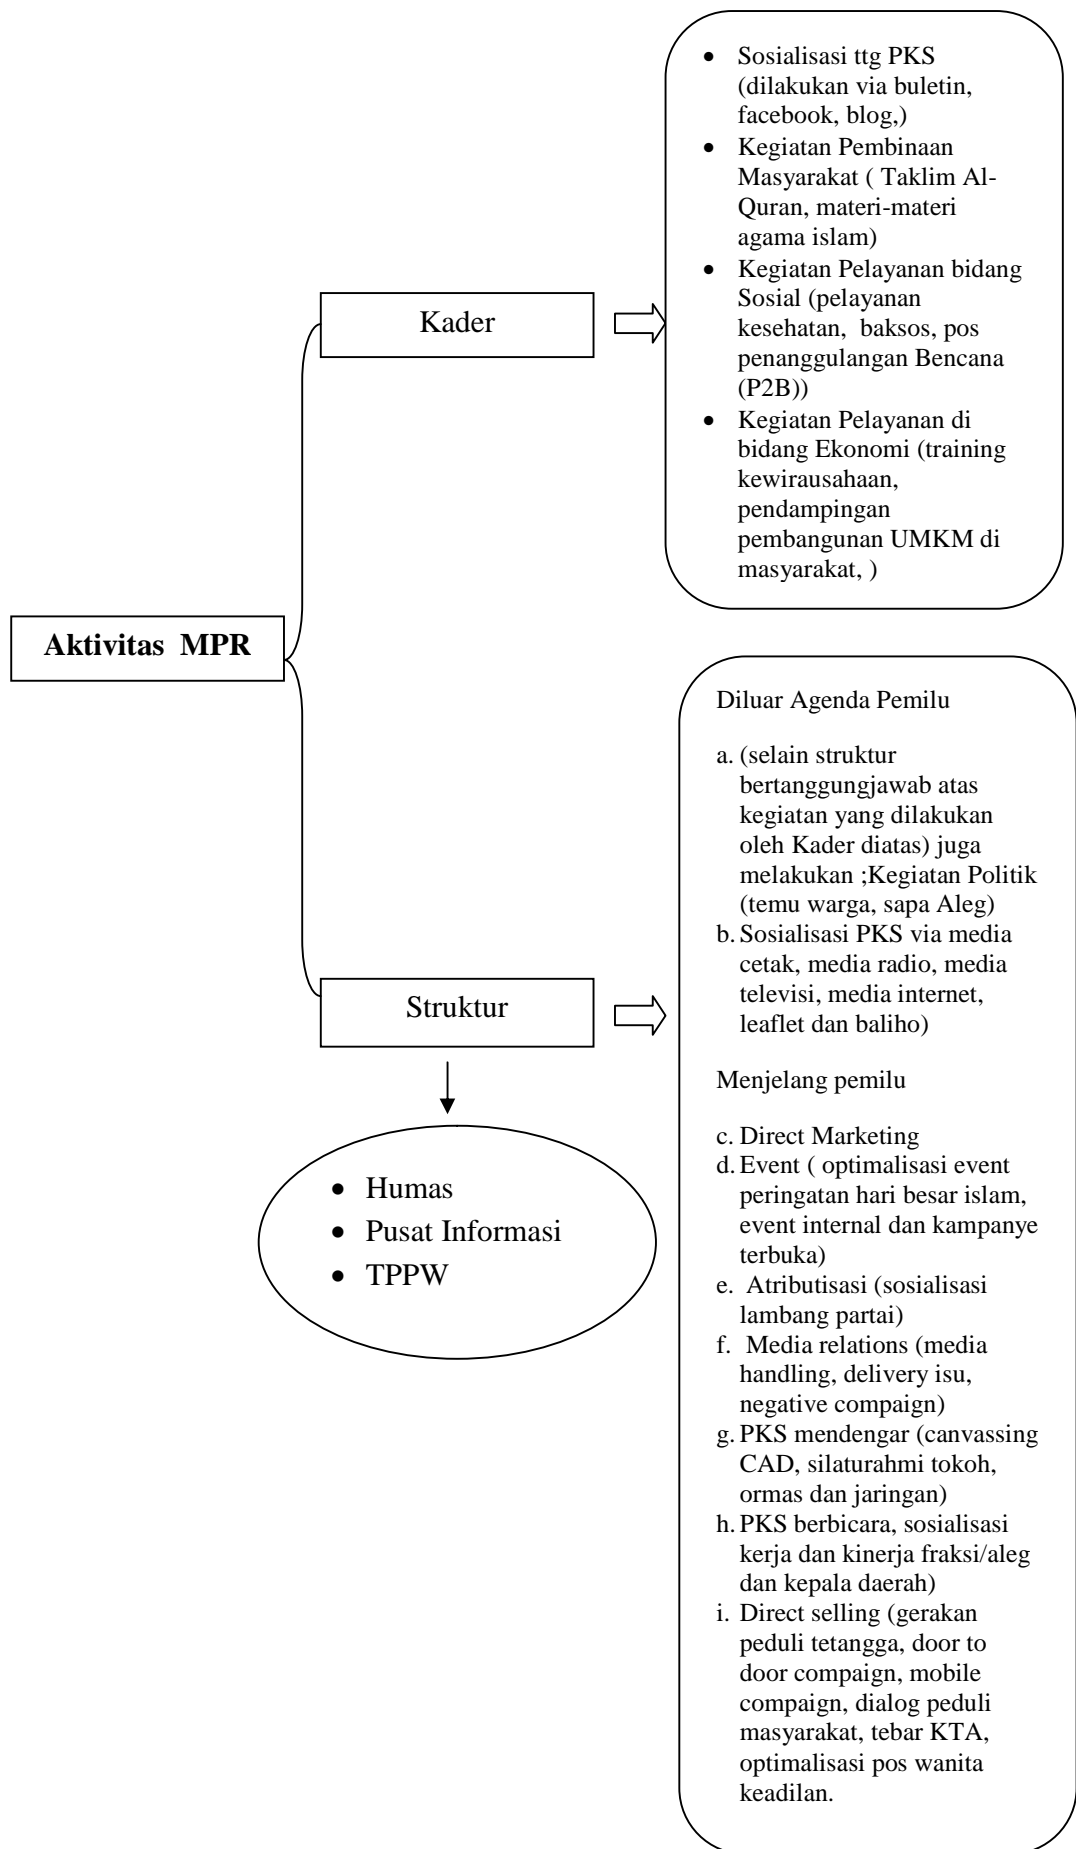 • Sosialisasi ttg PKS
(dilakukan via buletin,
facebook, blog,)
• Kegiatan Pembinaan
Masyarakat ( Taklim Al-
Quran, materi-materi
agama islam)
• Kegiatan Pelayanan bidang
Sosial (pelayanan
kesehatan, baksos, pos
penanggulangan Bencana
(P2B))
• Kegiatan Pelayanan di
bidang Ekonomi (training
kewirausahaan,
pendampingan
pembangunan UMKM di
masyarakat, )
Kader
Aktivitas MPR
Diluar Agenda Pemilu
a. (selain struktur
bertanggungjawab atas
kegiatan yang dilakukan
oleh Kader diatas) juga
melakukan ;Kegiatan Politik
(temu warga, sapa Aleg)
b. Sosialisasi PKS via media
cetak, media radio, media
televisi, media internet,
leaflet dan baliho)
Menjelang pemilu
c. Direct Marketing
d. Event ( optimalisasi event
peringatan hari besar islam,
event internal dan kampanye
terbuka)
e. Atributisasi (sosialisasi
lambang partai)
f. Media relations (media
handling, delivery isu,
negative compaign)
g. PKS mendengar (canvassing
CAD, silaturahmi tokoh,
ormas dan jaringan)
h. PKS berbicara, sosialisasi
kerja dan kinerja fraksi/aleg
dan kepala daerah)
i. Direct selling (gerakan
peduli tetangga, door to
door compaign, mobile
compaign, dialog peduli
masyarakat, tebar KTA,
optimalisasi pos wanita
keadilan.
Struktur
• Humas
• Pusat Informasi
• TPPW